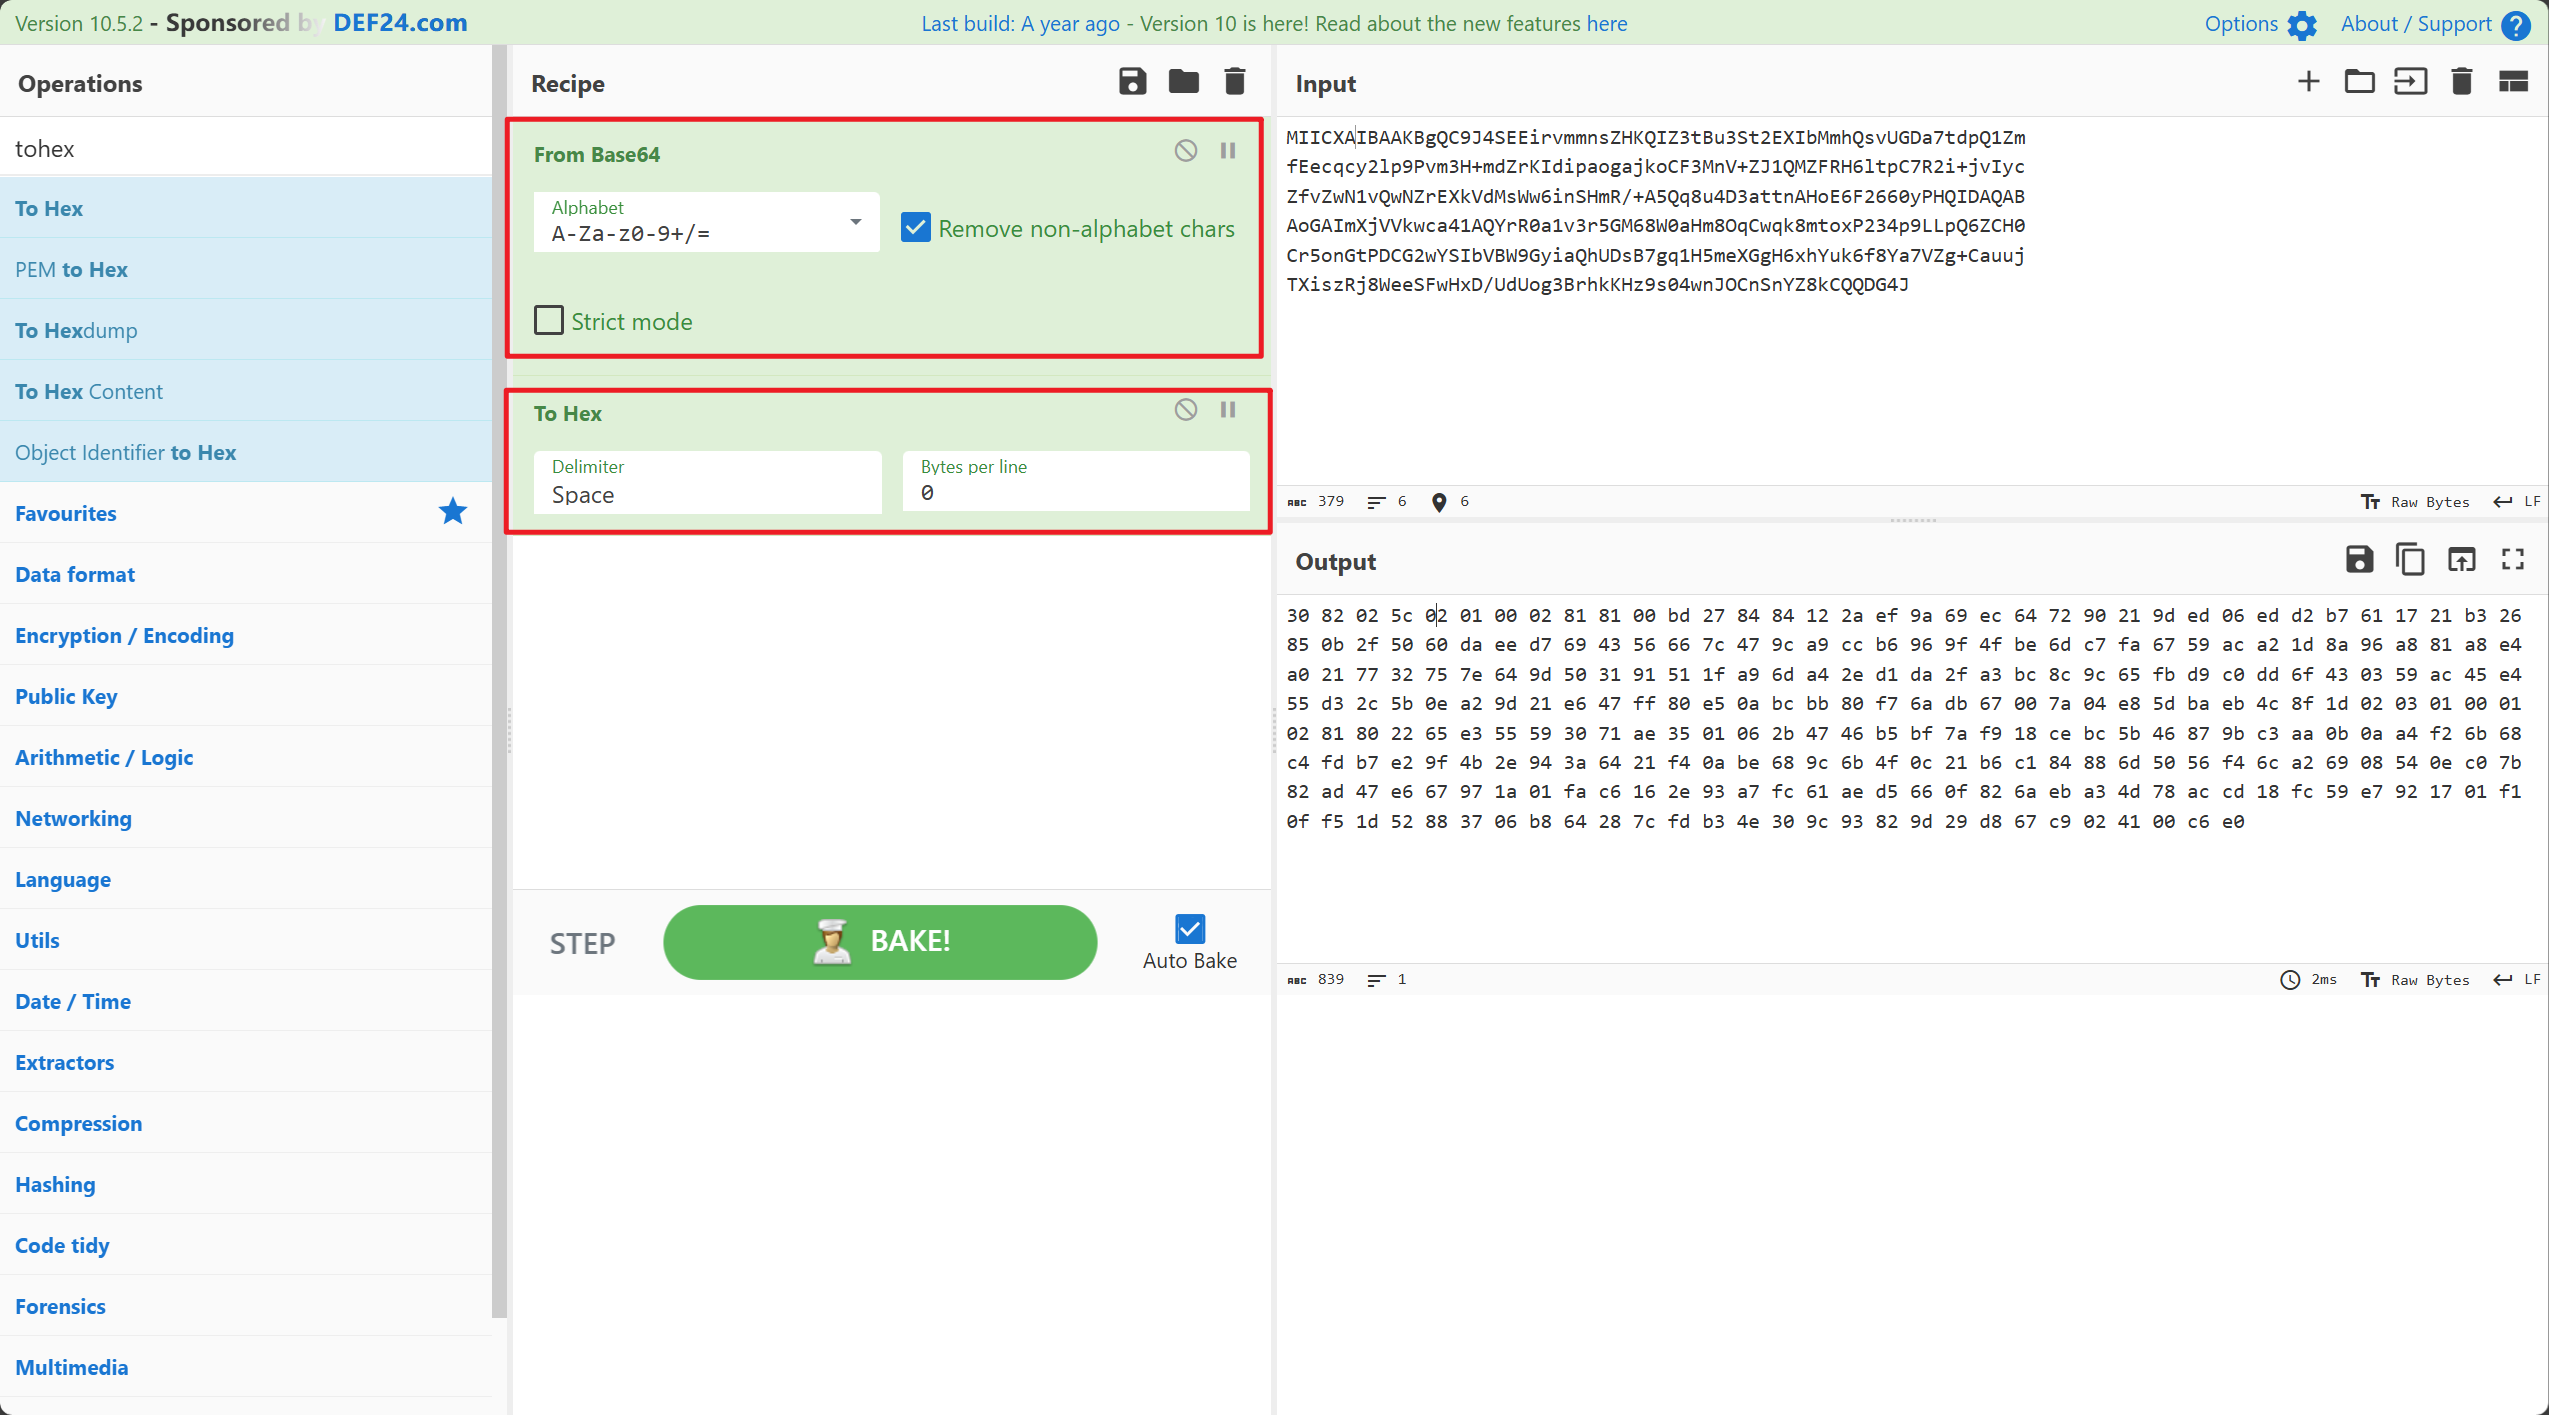 Version 10.5.2 - Sponsored by DEF24.com
Last build: A year ago - Version 10 is here! Read about the new features here
Options
About / Support
Operations
tohex
To Hex
PEM to Hex
To Hexdump
To Hex Content
Object Identifier to Hex
Favourites
Data format
Encryption / Encoding
Public Key
Arithmetic / Logic
Networking
Language
Utils
Date / Time
Extractors
Compression
Hashing
Code tidy
Forensics
Multimedia
Recipe
From Base64
Alphabet
A-Za-z0-9+/=
Remove non-alphabet chars
Strict mode
To Hex
Delimiter
Space
Bytes per line
0
STEP
BAKE!
Auto Bake
Input
MIICXAIBAAKBgQC9J4SEEirvmmnsZHKQIZ3tBu3St2EXIbMmhQsvUGDa7tdpQ1Zm
fEecqcy2lp9Pvm3H+mdZrKIdipaogajkoCF3MnV+ZJ1QMZFRH6ltpC7R2i+jvIyc
ZfvZwN1vQwNZrEXkVdMsWw6inSHmR/+A5Qq8u4D3attnAHoE6F2660yPHQIDAQAB
AoGAImXjVVkwca41AQYrR0a1v3r5GM68W0aHm8OqCwqk8mtoxP234p9LLpQ6ZCH0
Cr5onGtPDCG2wYSIbVBW9GyiaQhUDsB7gq1H5meXGgH6xhYuk6f8Ya7VZg+Cauuj
TXiszRj8WeeSFwHxD/UdUog3BrhkKHz9s04wnJOCnSnYZ8kCQQDG4J
ABC 379 6 6
Raw Bytes LF
Output
30 82 02 5c 02 01 00 02 81 81 00 bd 27 84 84 12 2a ef 9a 69 ec 64 72 90 21 9d ed 06 ed d2 b7 61 17 21 b3 26
85 0b 2f 50 60 da ee d7 69 43 56 66 7c 47 9c a9 cc b6 96 9f 4f be 6d c7 fa 67 59 ac a2 1d 8a 96 a8 81 a8 e4
a0 21 77 32 75 7e 64 9d 50 31 91 51 1f a9 6d a4 2e d1 da 2f a3 bc 8c 9c 65 fb d9 c0 dd 6f 43 03 59 ac 45 e4
55 d3 2c 5b 0e a2 9d 21 e6 47 ff 80 e5 0a bc bb 80 f7 6a db 67 00 7a 04 e8 5d ba eb 4c 8f 1d 02 03 01 00 01
02 81 80 22 65 e3 55 59 30 71 ae 35 01 06 2b 47 46 b5 bf 7a f9 18 ce bc 5b 46 87 9b c3 aa 0b 0a a4 f2 6b 68
c4 fd b7 e2 9f 4b 2e 94 3a 64 21 f4 0a be 68 9c 6b 4f 0c 21 b6 c1 84 88 6d 50 56 f4 6c a2 69 08 54 0e c0 7b
82 ad 47 e6 67 97 1a 01 fa c6 16 2e 93 a7 fc 61 ae d5 66 0f 82 6a eb a3 4d 78 ac cd 18 fc 59 e7 92 17 01 f1
0f f5 1d 52 88 37 06 b8 64 28 7c fd b3 4e 30 9c 93 82 9d 29 d8 67 c9 02 41 00 c6 e0
ABC 839 1
2ms Raw Bytes LF